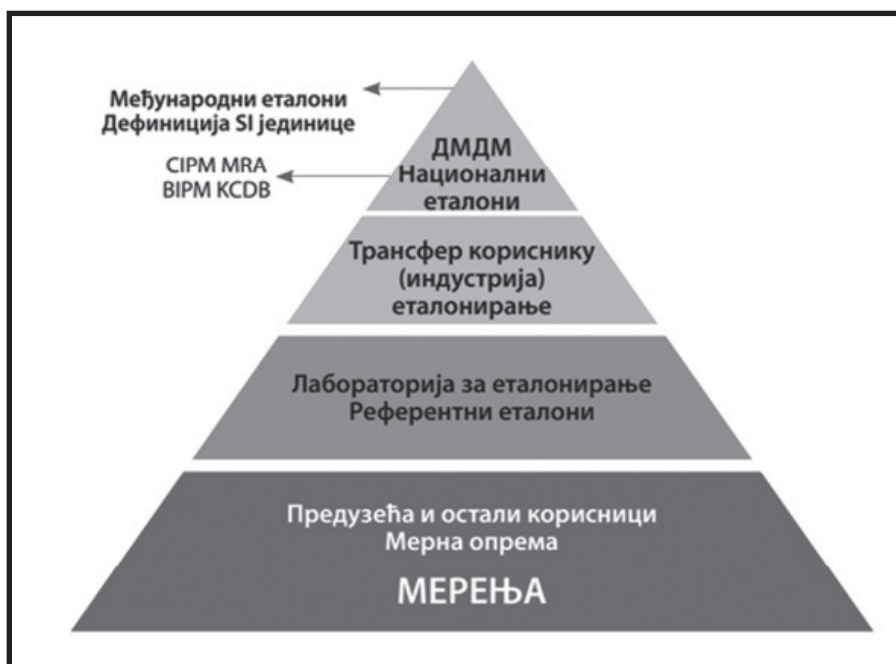 Међународни еталони
Дефиниција SI јединице
CIPM MRA
BIPM KCDB
ДМДМ
Национални
еталони
Трансфер кориснику
(индустрија)
еталонирање
Лабораторија за еталонирање
Референтни еталони
Предузећа и остали корисници
Мерна опрема
МЕРЕЊА